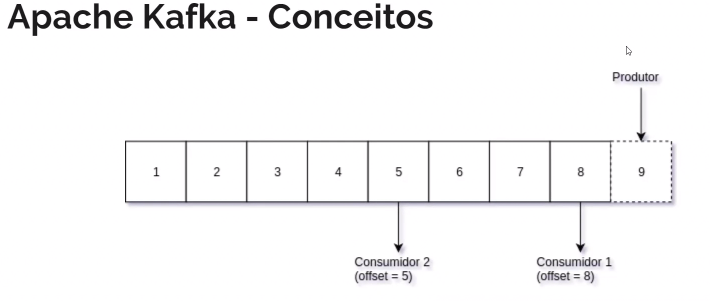 Apache Kafka - Conceitos
Produtor
1 2 3 4 5 6 7 8 9
Consumidor 2
(offset = 5)
Consumidor 1
(offset = 8)